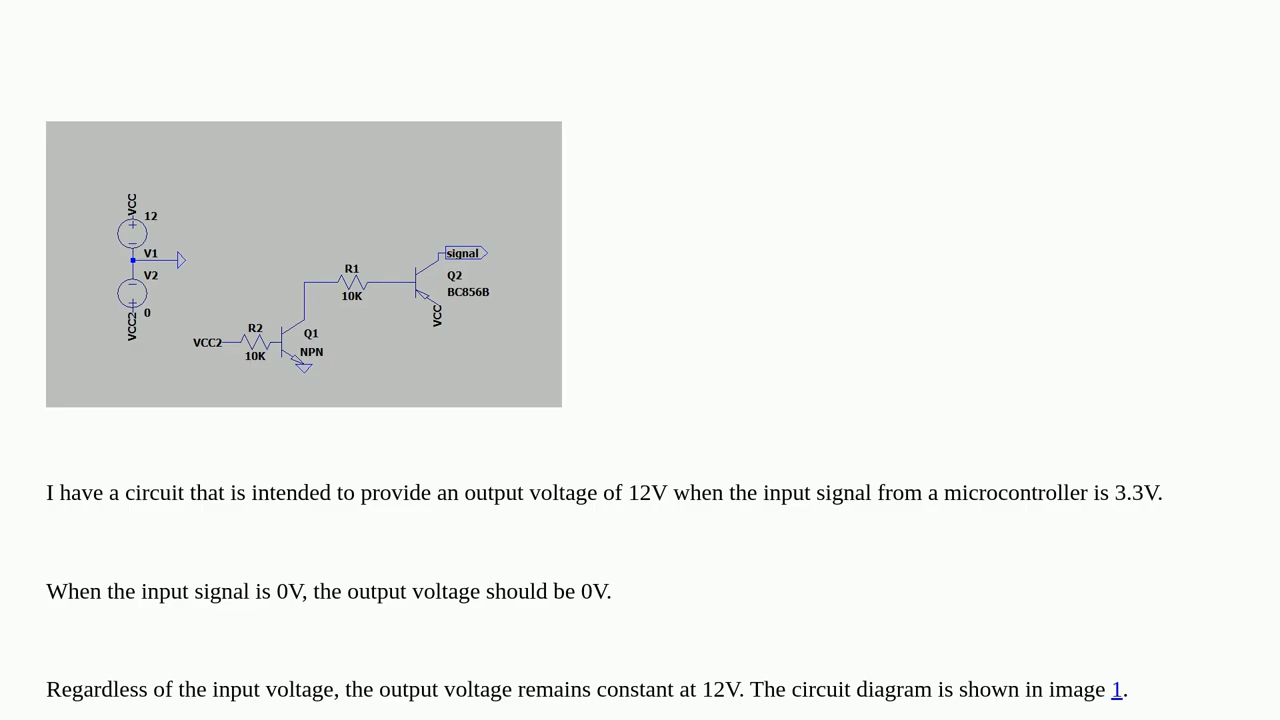 VCC
12
V1
V2
0
VCC2
VCC2
R2
10K
Q1
NPN
R1
10K
signal
Q2
BC856B
VCC
I have a circuit that is intended to provide an output voltage of 12V when the input signal from a microcontroller is 3.3V.
When the input signal is 0V, the output voltage should be 0V.
Regardless of the input voltage, the output voltage remains constant at 12V. The circuit diagram is shown in image 1.